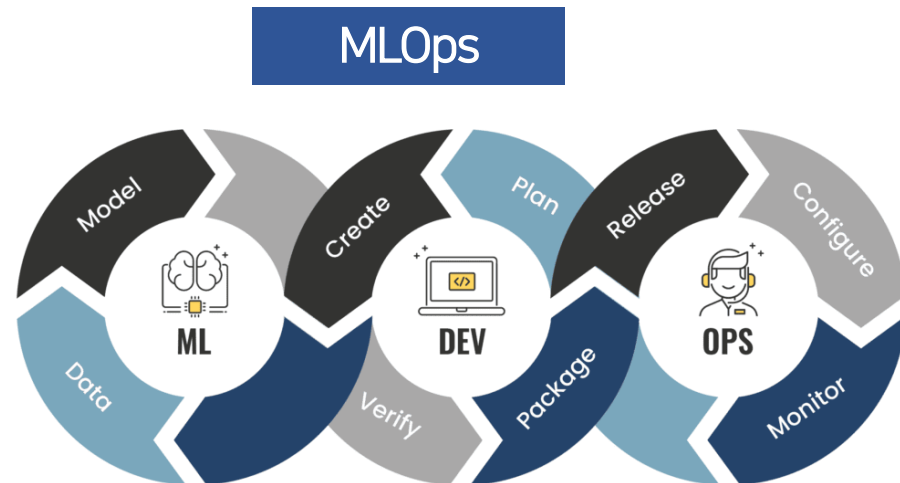 MLOps
Model
Create
Plan
Release
Configure
ML
DEV
OPS
Data
Verify
Package
Monitor